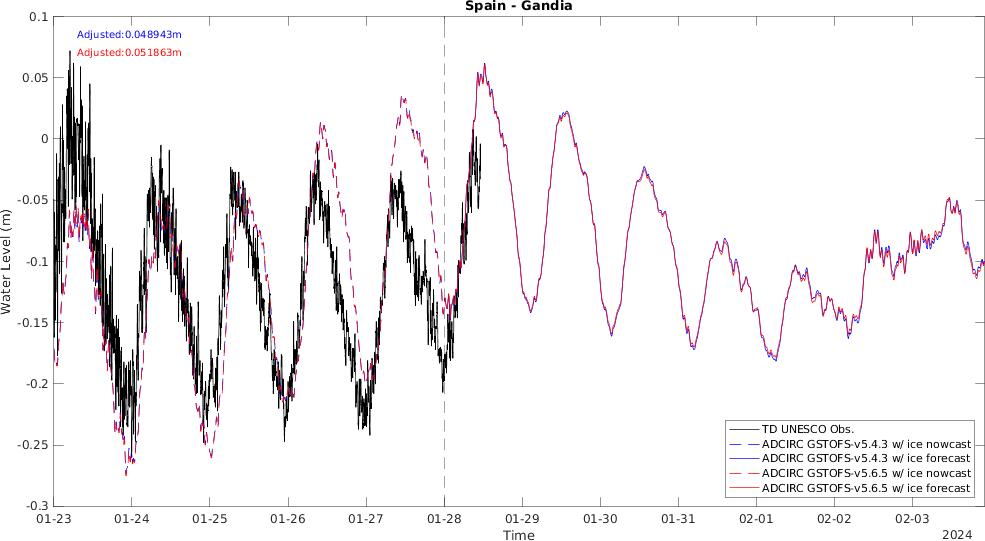 Spain - Gandia
0.1
Adjusted:0.048943m
Adjusted:0.051863m
0.05
0
-0.05
-0.1
-0.15
-0.2
-0.25
-0.3
Water Level (m)
TD UNESCO Obs.
ADCIRC GSTOFS-v5.4.3 w/ ice nowcast
ADCIRC GSTOFS-v5.4.3 w/ ice forecast
ADCIRC GSTOFS-v5.6.5 w/ ice nowcast
ADCIRC GSTOFS-v5.6.5 w/ ice forecast
01-23 01-24 01-25 01-26 01-27 01-28 01-29 01-30 01-31 02-01 02-02 02-03
Time
2024